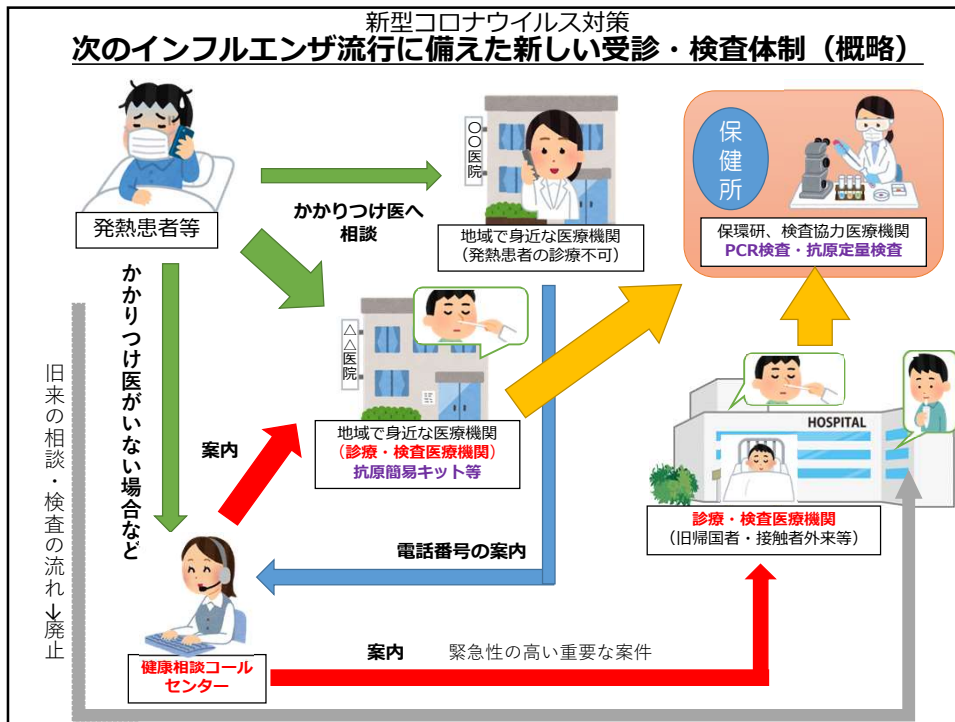 新型コロナウイルス対策
次のインフルエンザ流行に備えた新しい受診・検査体制（概略）
発熱患者等
かかりつけ医へ
相談
〇〇医院
地域で身近な医療機関
（発熱患者の診療不可）
保健所
保環研、検査協力医療機関
PCR検査・抗原定量検査
かかりつけ医がいない場合など
旧来の相談・検査の流れ→廃止
△△医院
地域で身近な医療機関
（診療・検査医療機関）
抗原簡易キット等
案内
HOSPITAL
診療・検査医療機関
（旧帰国者・接触者外来等）
電話番号の案内
健康相談コール
センター
案内 緊急性の高い重要な案件